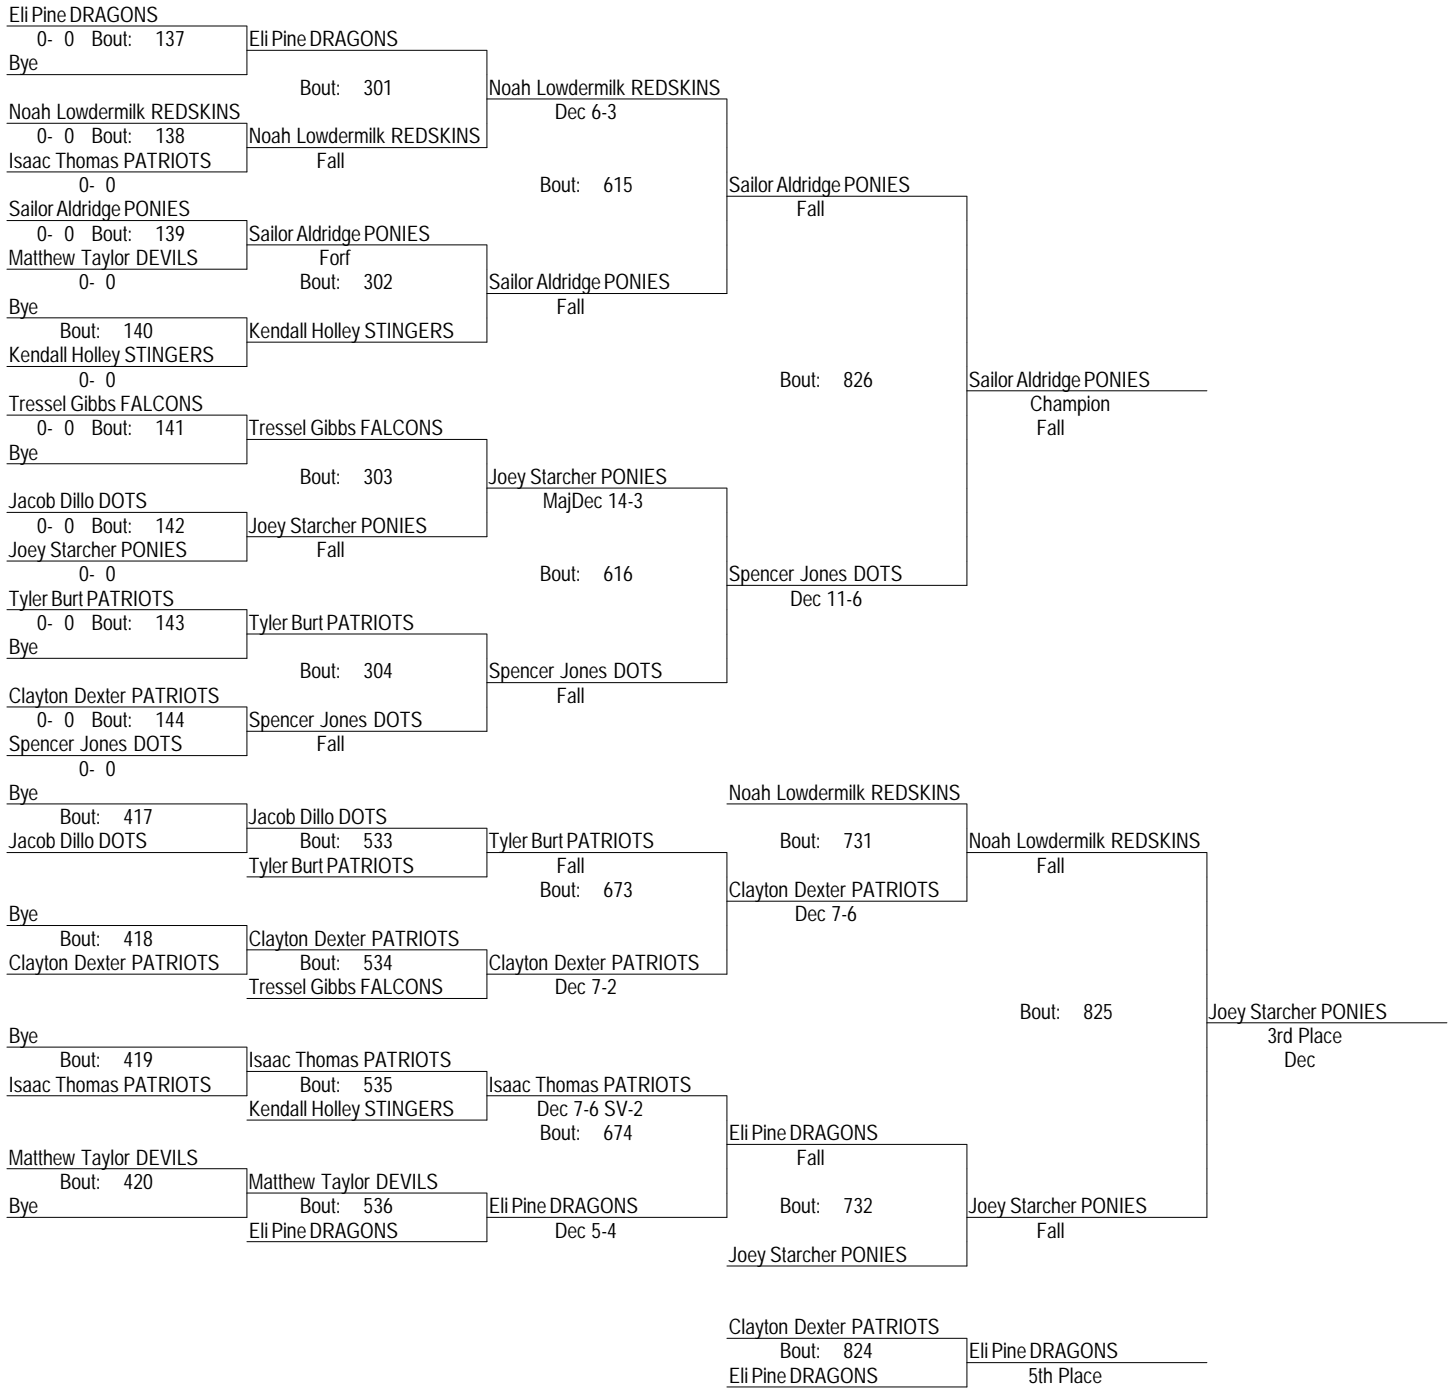 Eli Pine DRAGONS
0- 0 Bout: 137
Eli Pine DRAGONS
Bye
Bout: 301
Noah Lowdermilk REDSKINS
Noah Lowdermilk REDSKINS
Dec 6-3
0- 0 Bout: 138
Noah Lowdermilk REDSKINS
Isaac Thomas PATRIOTS
Fall
0- 0
Bout: 615
Sailor Aldridge PONIES
Sailor Aldridge PONIES
Fall
0- 0 Bout: 139
Sailor Aldridge PONIES
Matthew Taylor DEVILS
Forf
0- 0
Bout: 302
Sailor Aldridge PONIES
Bye
Fall
Bout: 140
Kendall Holley STINGERS
Kendall Holley STINGERS
0- 0
Bout: 826
Sailor Aldridge PONIES
Tressel Gibbs FALCONS
Champion
0- 0 Bout: 141
Tressel Gibbs FALCONS
Fall
Bye
Bout: 303
Joey Starcher PONIES
Jacob Dillo DOTS
MajDec 14-3
0- 0 Bout: 142
Joey Starcher PONIES
Joey Starcher PONIES
Fall
0- 0
Bout: 616
Spencer Jones DOTS
Tyler Burt PATRIOTS
Dec 11-6
0- 0 Bout: 143
Tyler Burt PATRIOTS
Bye
Bout: 304
Spencer Jones DOTS
Clayton Dexter PATRIOTS
Fall
0- 0 Bout: 144
Spencer Jones DOTS
Spencer Jones DOTS
Fall
0- 0
Bye
Noah Lowdermilk REDSKINS
Bout: 417
Jacob Dillo DOTS
Jacob Dillo DOTS
Bout: 533
Tyler Burt PATRIOTS
Bout: 731
Noah Lowdermilk REDSKINS
Tyler Burt PATRIOTS
Fall
Fall
Bout: 673
Clayton Dexter PATRIOTS
Bye
Dec 7-6
Bout: 418
Clayton Dexter PATRIOTS
Clayton Dexter PATRIOTS
Bout: 534
Clayton Dexter PATRIOTS
Tressel Gibbs FALCONS
Dec 7-2
Bout: 825
Joey Starcher PONIES
Bye
3rd Place
Bout: 419
Isaac Thomas PATRIOTS
Dec
Isaac Thomas PATRIOTS
Bout: 535
Isaac Thomas PATRIOTS
Kendall Holley STINGERS
Dec 7-6 SV-2
Bout: 674
Eli Pine DRAGONS
Matthew Taylor DEVILS
Fall
Bout: 420
Matthew Taylor DEVILS
Bye
Bout: 536
Eli Pine DRAGONS
Bout: 732
Joey Starcher PONIES
Eli Pine DRAGONS
Dec 5-4
Fall
Joey Starcher PONIES
Clayton Dexter PATRIOTS
Bout: 824
Eli Pine DRAGONS
Eli Pine DRAGONS
5th Place